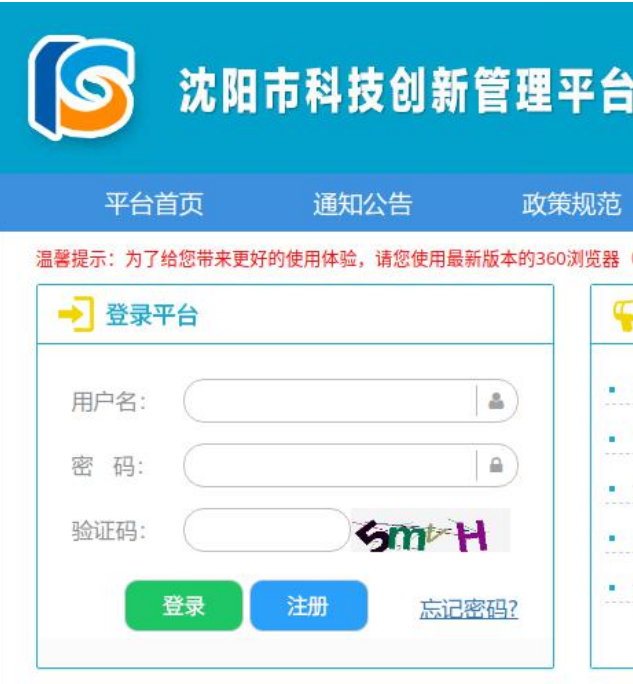 沈阳市科技创新管理平台
平台首页 通知公告 政策规范
温馨提示：为了给您带来更好的使用体验，请您使用最新版本的360浏览器（
登录平台
用户名：
密 码：
验证码：
登录 注册 忘记密码?